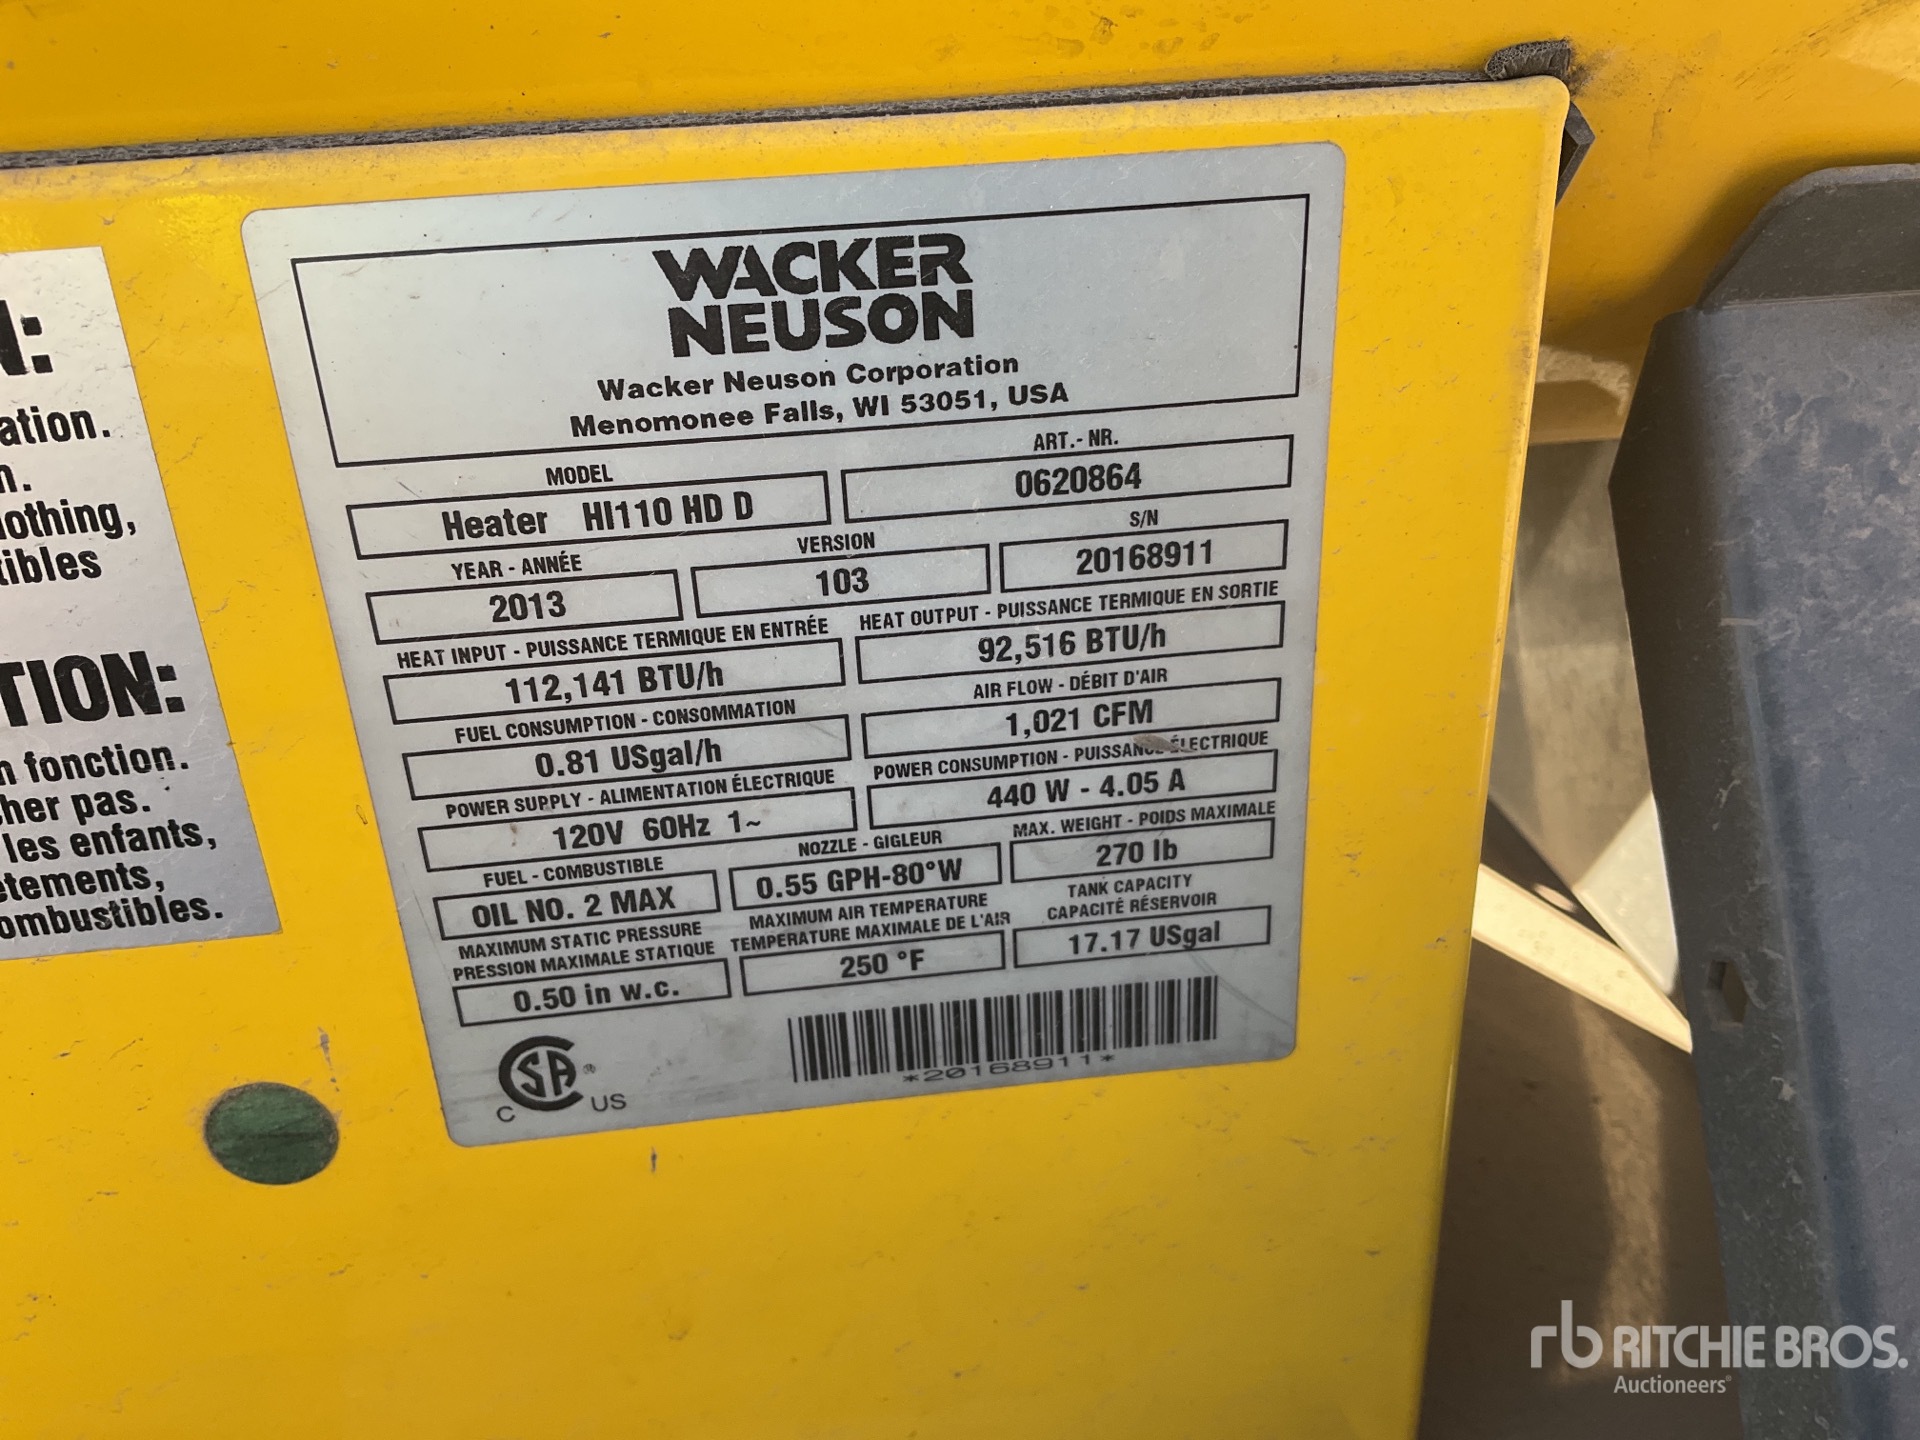 N:
ation.
n.
lothing,
tibles
TION:
n fonction.
cher pas.
les enfants,
etements,
ombustibles.
WACKER
NEUSON
Wacker Neuson Corporation
Menomonee Falls, WI 53051, USA
MODEL
Heater HI110 HD D
ART.- NR.
0620864
YEAR - ANNÉE
2013
VERSION
103
S/N
20168911
HEAT INPUT - PUISSANCE TERMIQUE EN ENTRÉE
112,141 BTU/h
HEAT OUTPUT - PUISSANCE TERMIQUE EN SORTIE
92,516 BTU/h
FUEL CONSUMPTION - CONSOMMATION
0.81 USgal/h
AIR FLOW - DÉBIT D'AIR
1,021 CFM
POWER SUPPLY - ALIMENTATION ÉLECTRIQUE
120V 60Hz 1~
POWER CONSUMPTION - PUISSANCE ÉLECTRIQUE
440 W - 4.05 A
FUEL - COMBUSTIBLE
OIL NO. 2 MAX
NOZZLE - GIGLEUR
0.55 GPH-80°W
MAX. WEIGHT - POIDS MAXIMALE
270 lb
MAXIMUM STATIC PRESSURE
PRESSION MAXIMALE STATIQUE
0.50 in w.c.
MAXIMUM AIR TEMPERATURE
TEMPERATURE MAXIMALE DE L'AIR
250 °F
TANK CAPACITY
CAPACITÉ RÉSERVOIR
17.17 USgal
*20168911*
CSA®
C US
rb RITCHIE BROS.
Auctioneers®